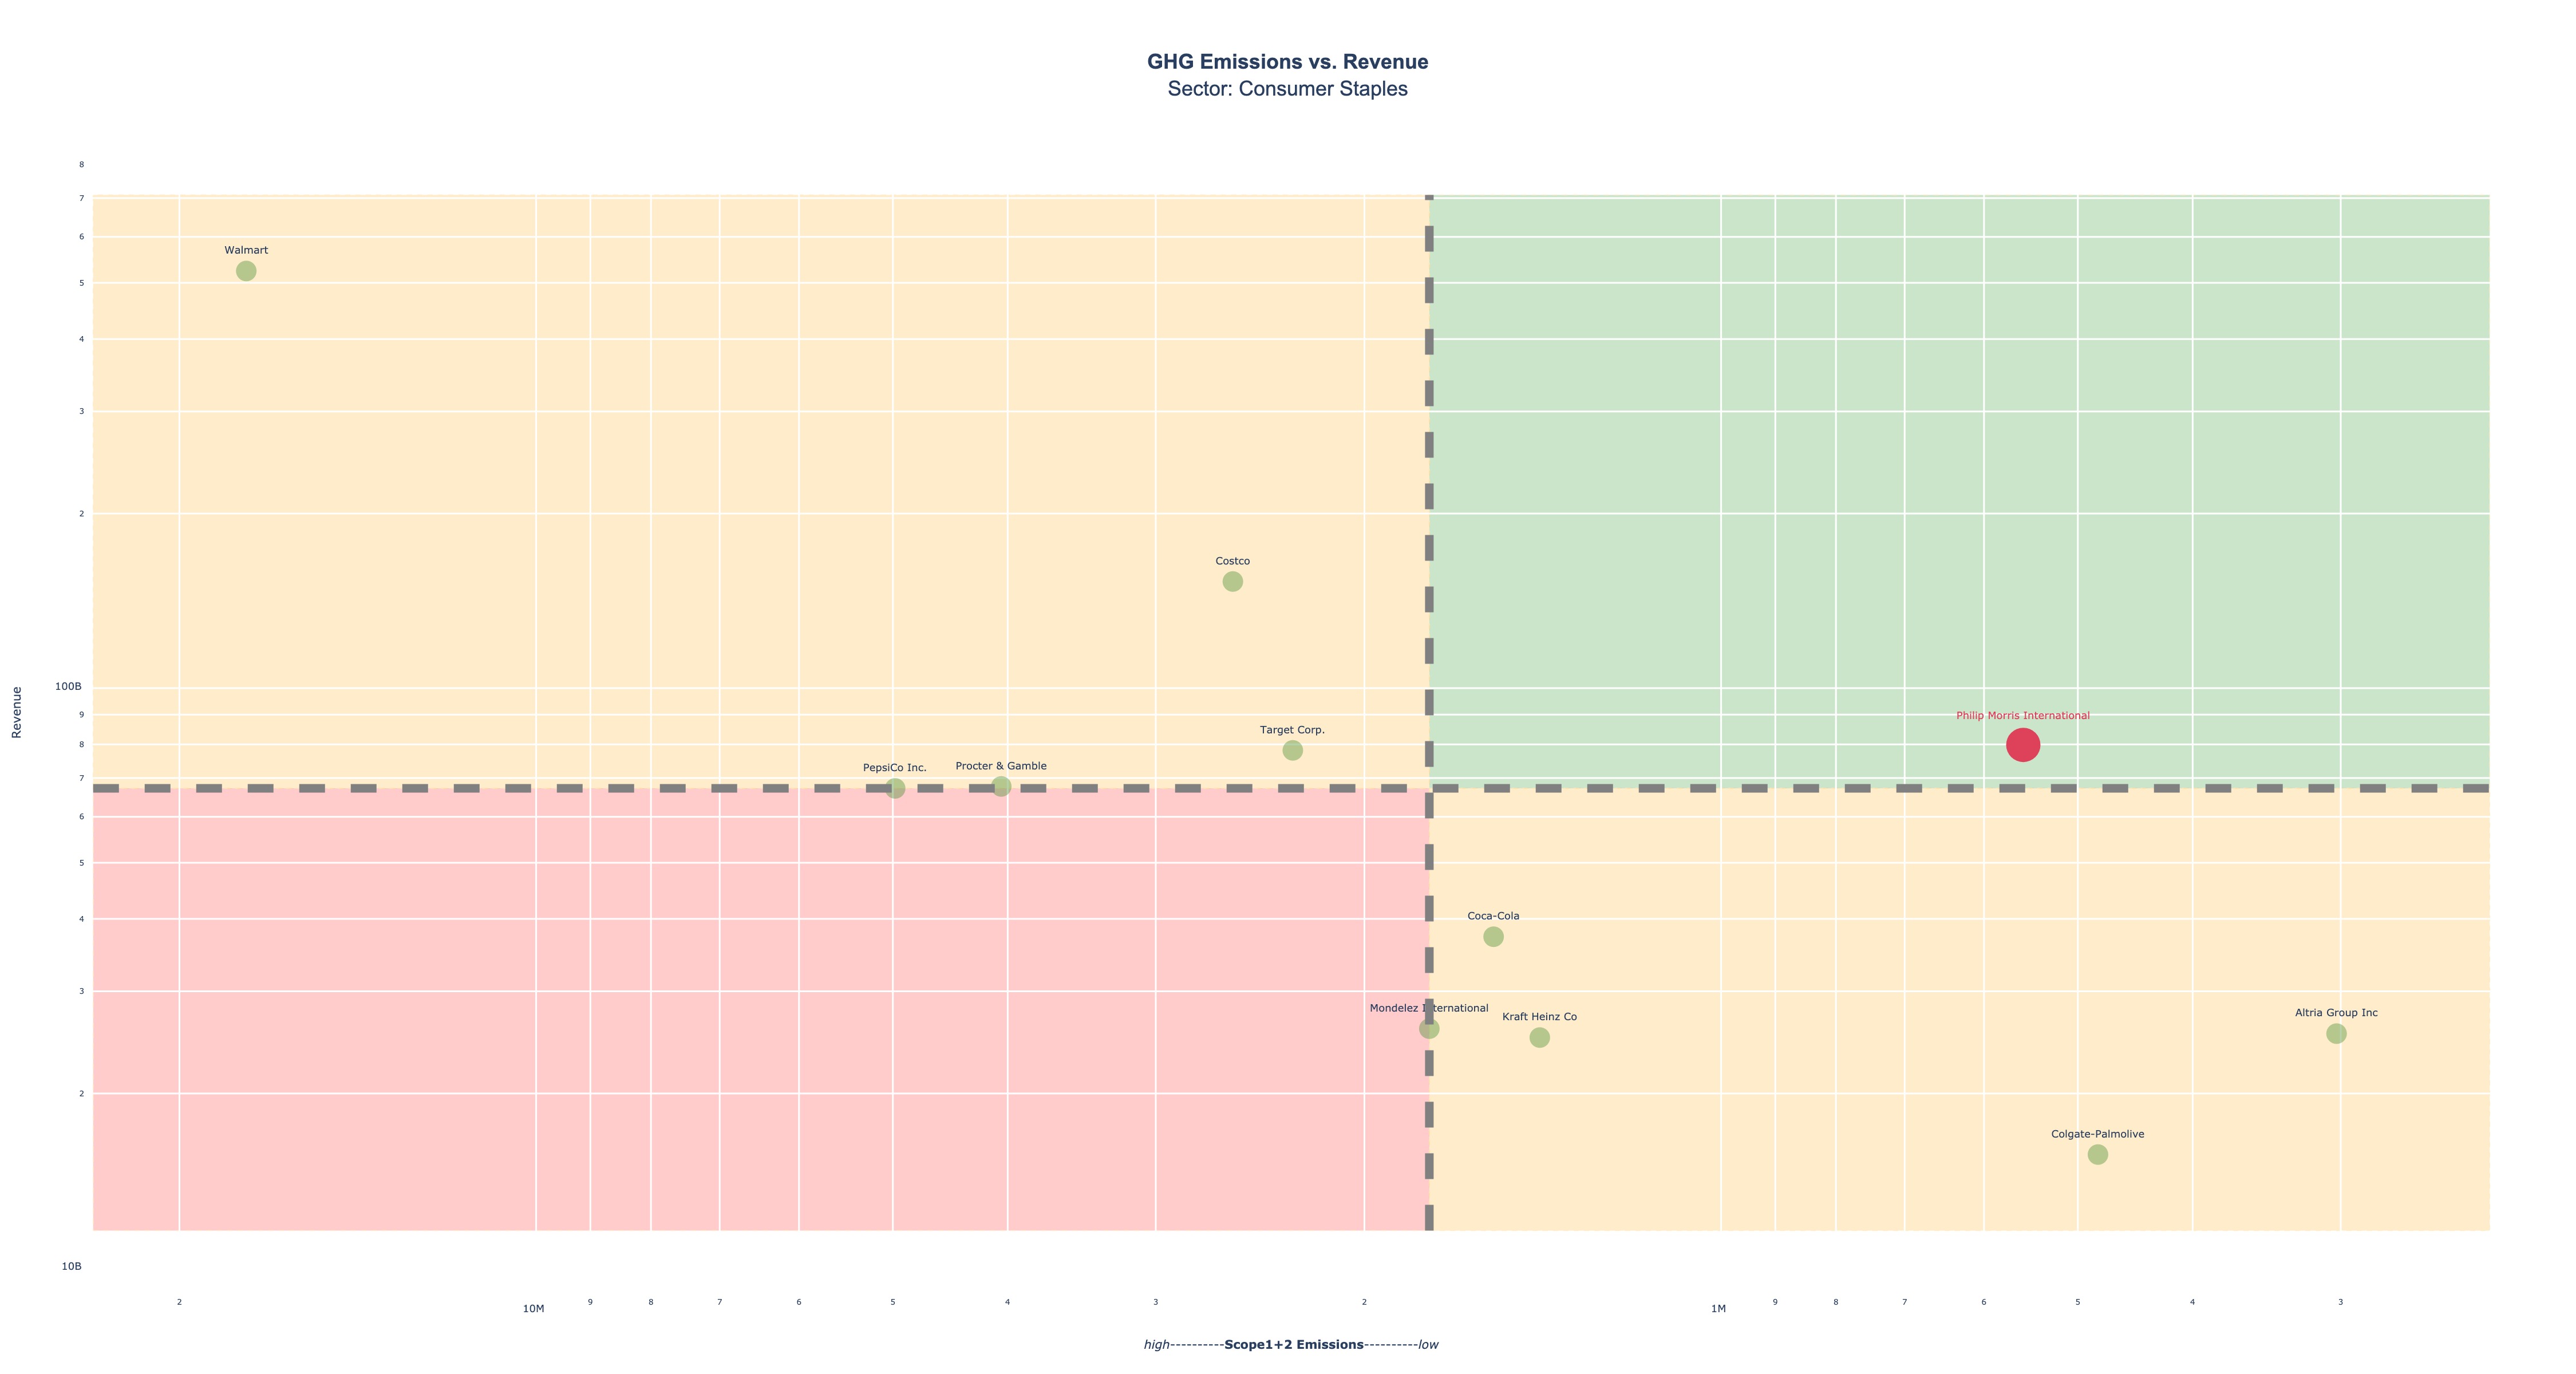 GHG Emissions vs. Revenue
Sector: Consumer Staples
8
7
6
Walmart
5
4
3
2
Costco
100B
Revenue
9
Philip Morris International
8
Target Corp.
7
PepsiCo Inc.
Procter & Gamble
6
5
4
Coca-Cola
3
Mondelez International
Kraft Heinz Co
Altria Group Inc
2
Colgate-Palmolive
10B
2 10M 9 8 7 6 5 4 3 2 1M 9 8 7 6 5 4 3
high----------Scope1+2 Emissions----------low